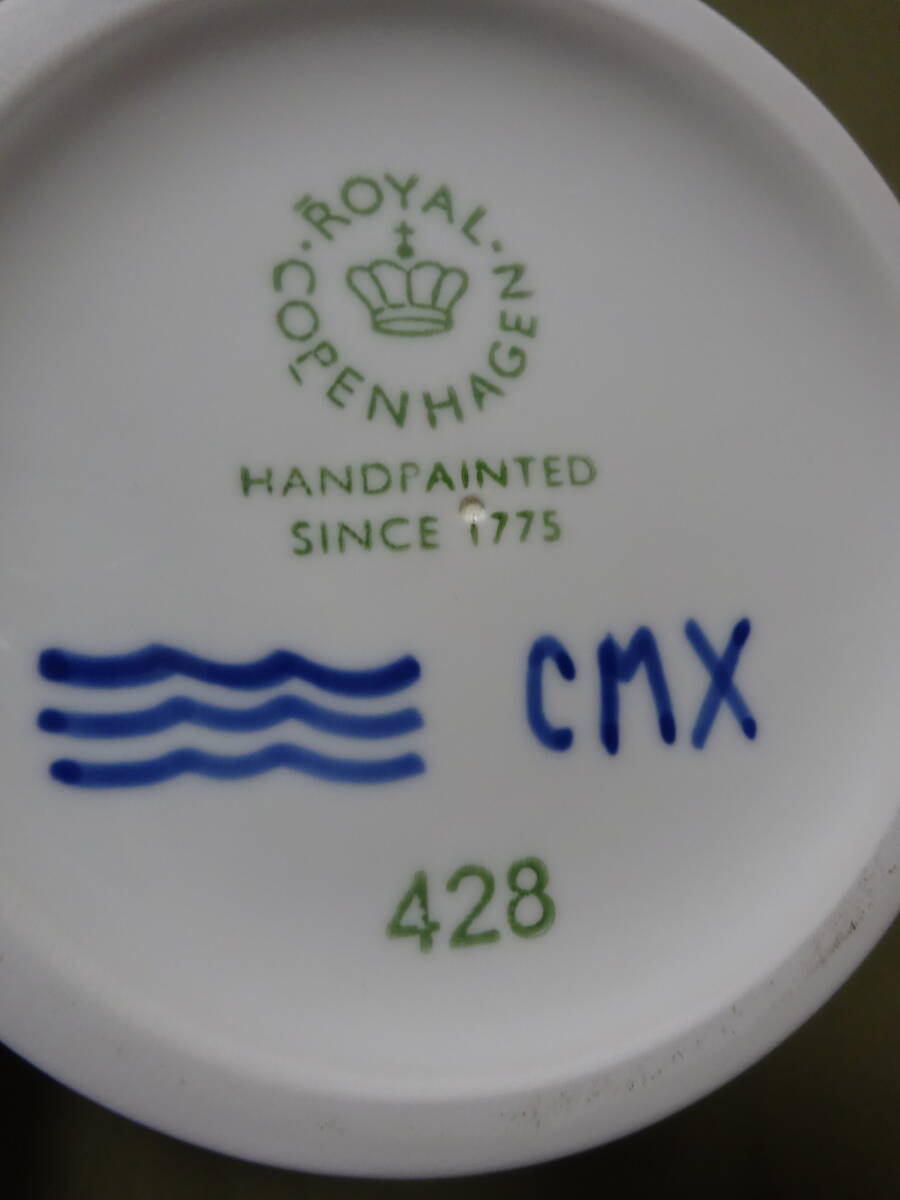 ROYAL
COPENHAGEN
HANDPAINTED
SINCE 1775
CMX
428